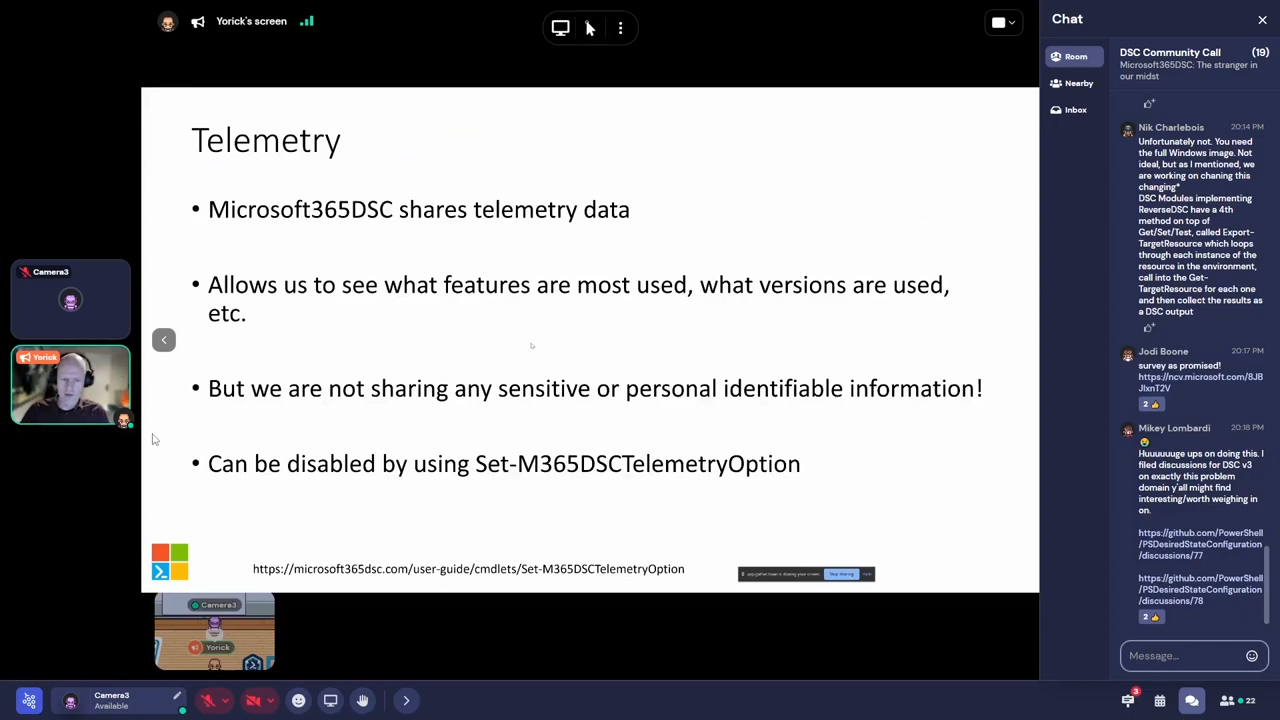 Yorick's screen
Telemetry
• Microsoft365DSC shares telemetry data
• Allows us to see what features are most used, what versions are used,
etc.
• But we are not sharing any sensitive or personal identifiable information!
• Can be disabled by using Set-M365DSCTelemetryOption
https://microsoft365dsc.com/user-guide/cmdlets/Set-M365DSCTelemetryOption
Stop sharing
Camera3
Yorick
Camera3
Yorick
Chat
Room
Nearby
Inbox
DSC Community Call (19)
Microsoft365DSC: The stranger in
our midst
Nik Charlebois 20:14 PM
Unfortunately not. You need
the full Windows image. Not
ideal, but as I mentioned, we
are working on chaning this
changing*
DSC Modules implementing
ReverseDSC have a 4th
method on top of
Get/Set/Test, called Export-
TargetResource which loops
through each instance of the
resource in the environment,
call into the Get-
TargetResource for each one
and then collect the results as
a DSC output
Jodi Boone 20:17 PM
survey as promised!
https://ncv.microsoft.com/8JB
JlxnT2V
2
Mikey Lombardi 20:18 PM
Huuuuuuge ups on doing this. I
filed discussions for DSC v3
on exactly this problem
domain y'all might find
interesting/worth weighing in
on.
https://github.com/PowerShell
/PSDesiredStateConfiguration
/discussions/77
https://github.com/PowerShell
/PSDesiredStateConfiguration
/discussions/78
2
Message...
Camera3
Available
3
22